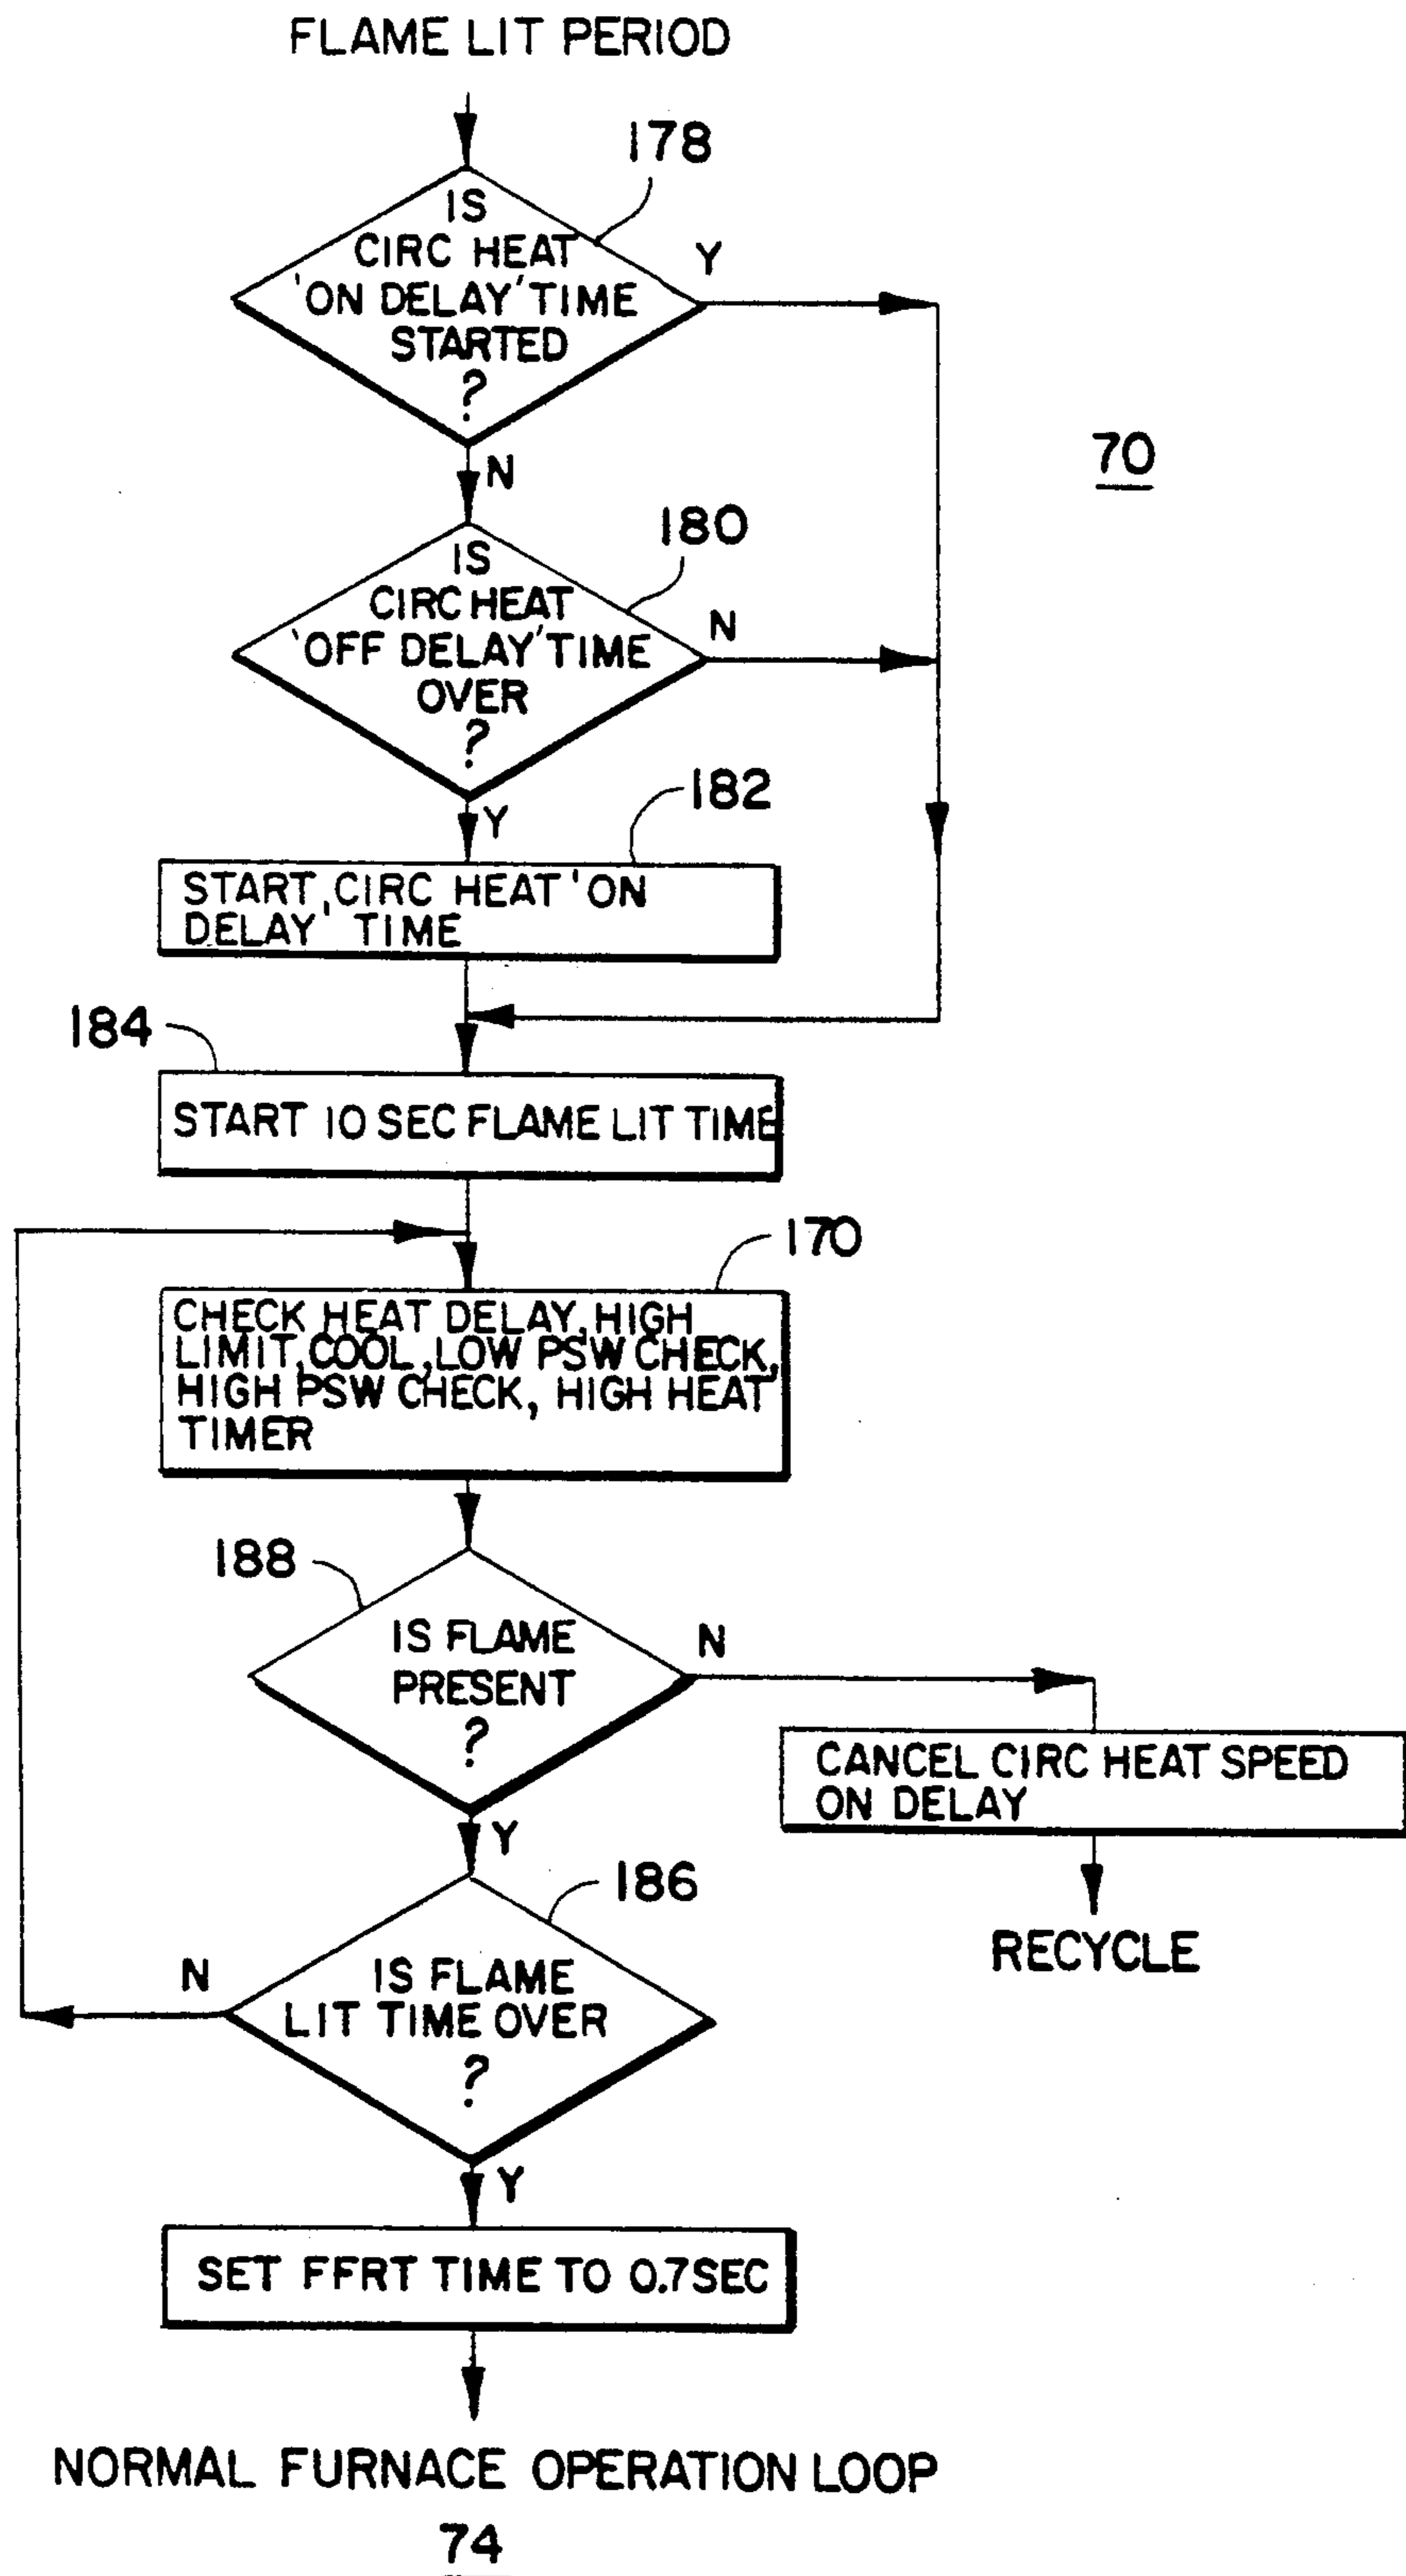 FLAME LIT PERIOD
178
IS
CIRC HEAT
'ON DELAY' TIME
STARTED
?
Y
N
70
180
IS
CIRC HEAT
'OFF DELAY' TIME
OVER
?
N
Y
182
START CIRC HEAT 'ON
DELAY' TIME
184
START 10 SEC FLAME LIT TIME
170
CHECK HEAT DELAY, HIGH
LIMIT, COOL, LOW PSW CHECK,
HIGH PSW CHECK, HIGH HEAT
TIMER
188
IS FLAME
PRESENT
?
N
Y
CANCEL CIRC HEAT SPEED
ON DELAY
RECYCLE
186
IS FLAME
LIT TIME OVER
?
N
Y
SET FFRT TIME TO 0.7 SEC
NORMAL FURNACE OPERATION LOOP
74